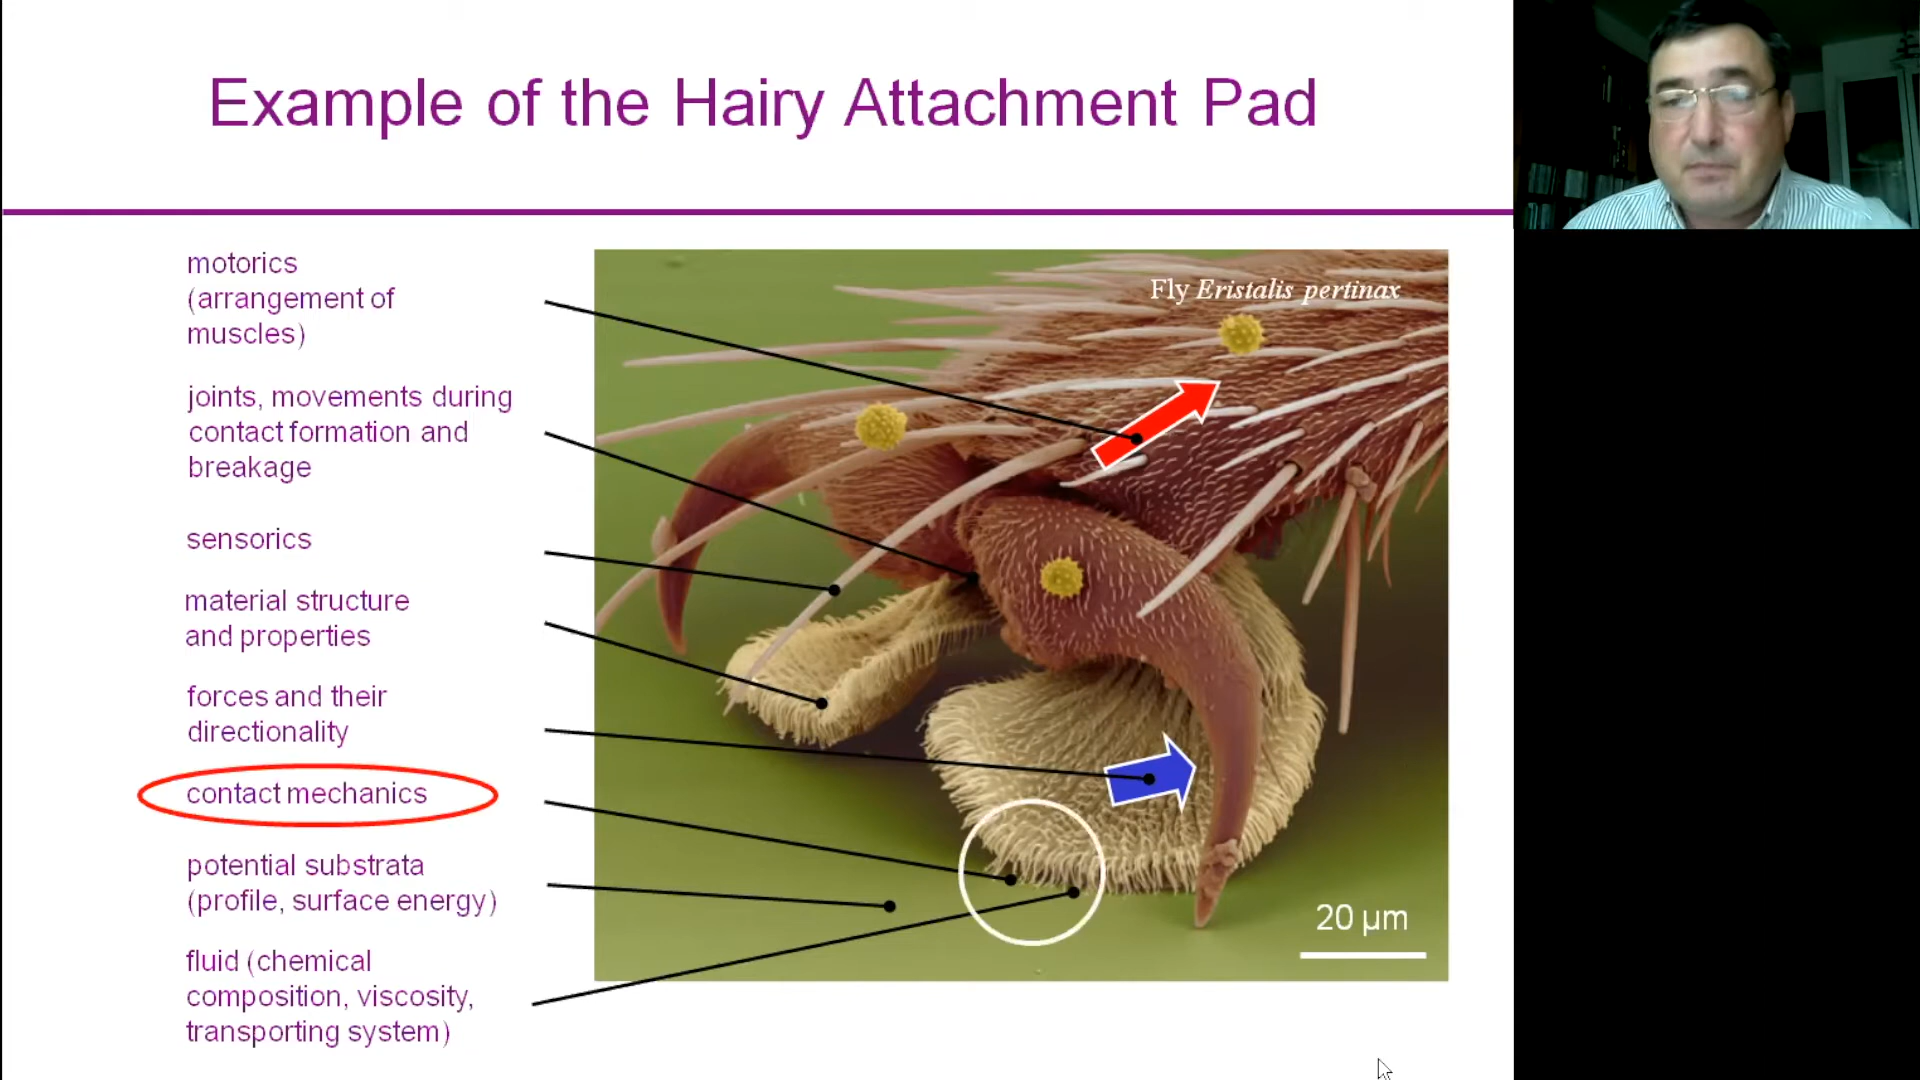 Example of the Hairy Attachment Pad
motorics
(arrangement of
muscles)
joints, movements during
contact formation and
breakage
sensorics
material structure
and properties
forces and their
directionality
contact mechanics
potential substrata
(profile, surface energy)
fluid (chemical
composition, viscosity,
transporting system)
Fly Eristalis pertinax
20 µm